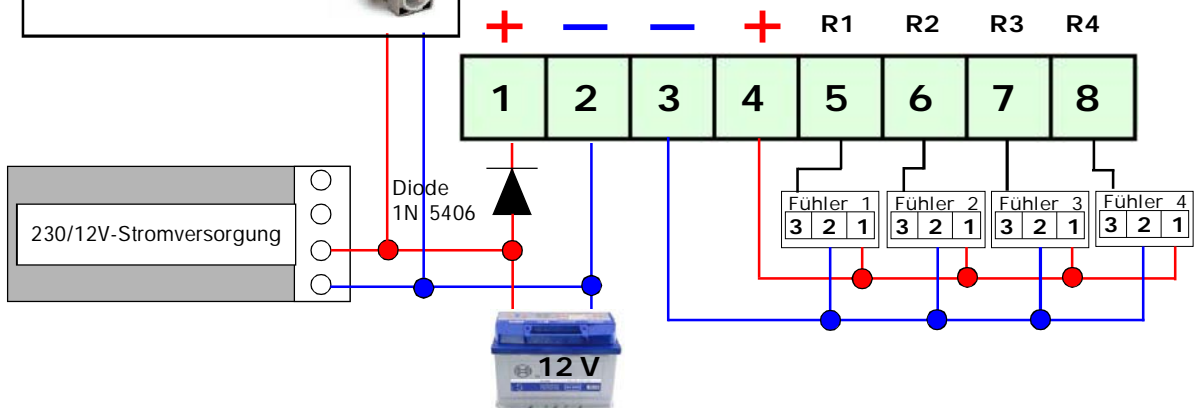 + — — + R1 R2 R3 R4
1 2 3 4 5 6 7 8
Diode
1N 5406
230/12V-Stromversorgung
Fühler 1
3 2 1
Fühler 2
3 2 1
Fühler 3
3 2 1
Fühler 4
3 2 1
12 V